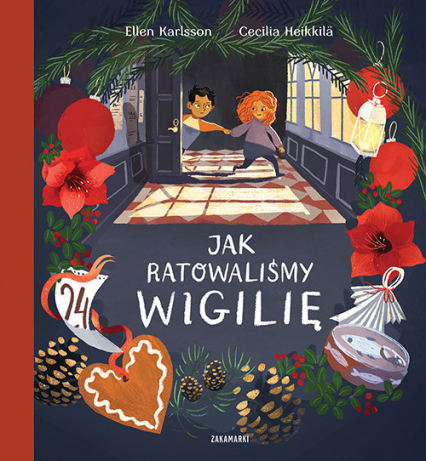 Ellen Karlsson Cecilia Heikkilä
JAK
RATOWALIŚMY
WIGILIĘ
24
ZAKAMARKI